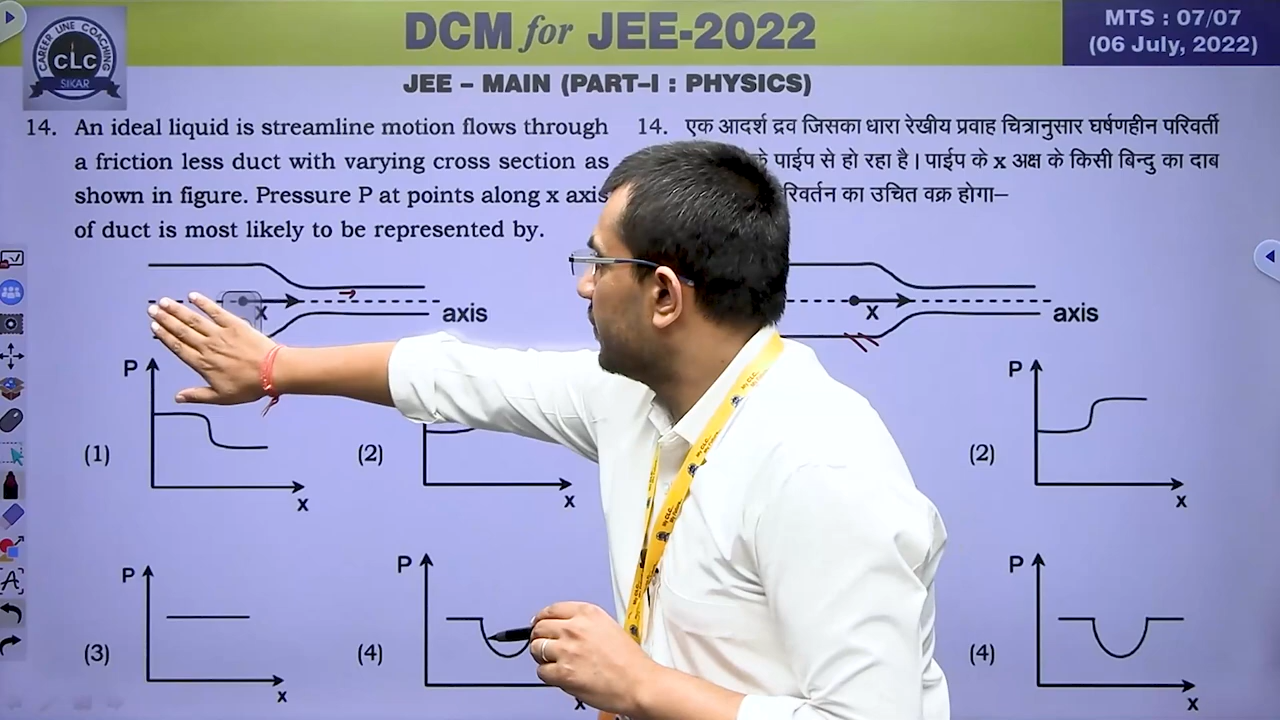 DCM for JEE-2022
MTS : 07/07
(06 July, 2022)
CAREER LINE COACHING
CLC
SIKAR
JEE – MAIN (PART–I : PHYSICS)
14. An ideal liquid is streamline motion flows through
a friction less duct with varying cross section as
shown in figure. Pressure P at points along x axis
of duct is most likely to be represented by.
x
axis
P
(1)
x
(2)
x
P
(3)
x
P
(4)
x
14. एक आदर्श द्रव जिसका धारा रेखीय प्रवाह चित्रानुसार घर्षणहीन परिवर्ती
के पाईप से हो रहा है। पाईप के x अक्ष के किसी बिन्दु का दाब
परिवर्तन का उचित वक्र होगा–
x
axis
P
(2)
x
P
(4)
x